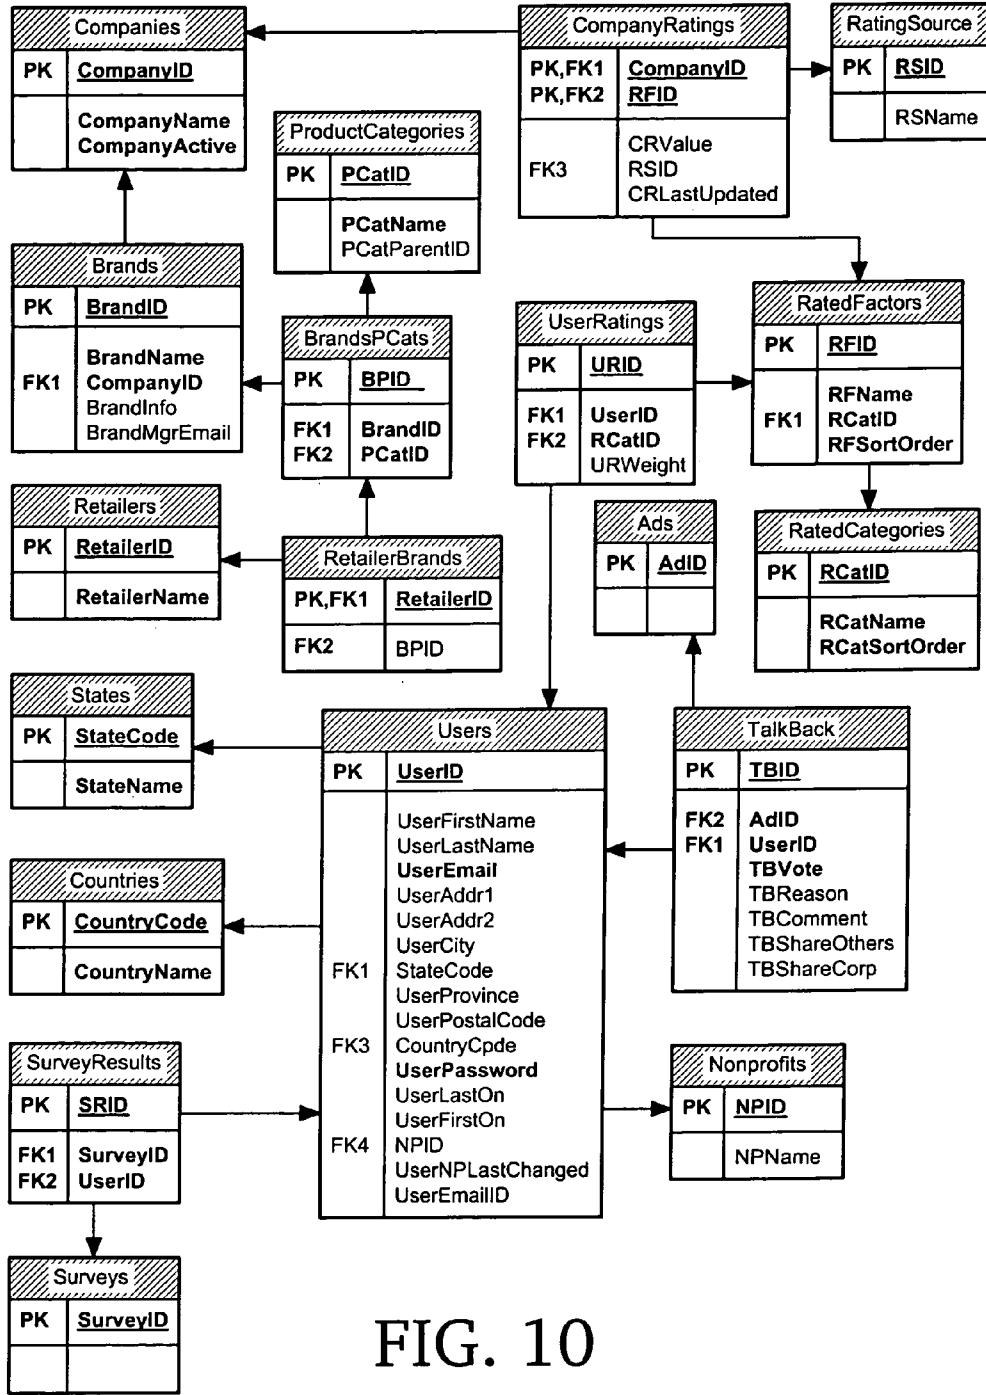 Companies
PK CompanyID
CompanyName
CompanyActive
CompanyRatings
PK,FK1 CompanyID
PK,FK2 RFID
CRValue
FK3 RSID
CRLastUpdated
RatingSource
PK RSID
RSName
ProductCategories
PK PCatID
PCatName
PCatParentID
Brands
PK BrandID
BrandName
FK1 CompanyID
BrandInfo
BrandMgrEmail
BrandsPCats
PK BPID
FK1 BrandID
FK2 PCatID
UserRatings
PK URID
FK1 UserID
FK2 RCatID
URWeight
RatedFactors
PK RFID
RFName
FK1 RCatID
RFSortOrder
Retailers
PK RetailerID
RetailerName
RetailerBrands
PK,FK1 RetailerID
FK2 BPID
Ads
PK AdID
RatedCategories
PK RCatID
RCatName
RCatSortOrder
States
PK StateCode
StateName
Users
PK UserID
UserFirstName
UserLastName
UserEmail
UserAddr1
UserAddr2
UserCity
FK1 StateCode
UserProvince
UserPostalCode
FK3 CountryCpde
UserPassword
UserLastOn
UserFirstOn
FK4 NPID
UserNPLastChanged
UserEmailID
TalkBack
PK TBID
FK2 AdID
FK1 UserID
TBVote
TBReason
TBComment
TBShareOthers
TBShareCorp
Countries
PK CountryCode
CountryName
SurveyResults
PK SRID
FK1 SurveyID
FK2 UserID
Nonprofits
PK NPID
NPName
Surveys
PK SurveyID
FIG. 10